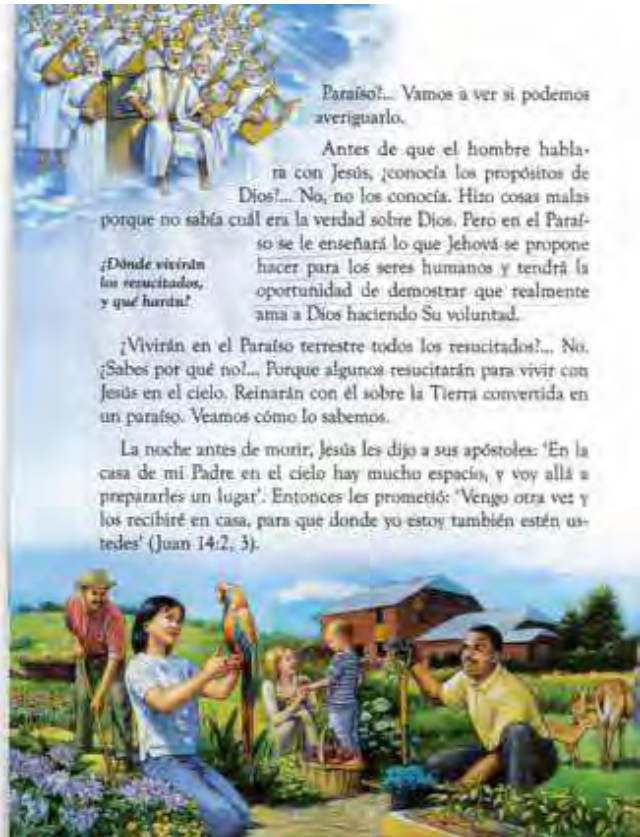 Paraíso?... Vamos a ver si podemos
averiguarlo.
Antes de que el hombre habla-
ra con Jesús, ¿conocía los propósitos de
Dios?... No, no los conocía. Hizo cosas malas
porque no sabía cuál era la verdad sobre Dios. Pero en el Paraí-
so se le enseñará lo que Jehová se propone
hacer para los seres humanos y tendrá la
oportunidad de demostrar que realmente
ama a Dios haciendo Su voluntad.
¿Dónde vivirán
los resucitados,
y qué harán?
¿Vivirán en el Paraíso terrestre todos los resucitados?... No.
¿Sabes por qué no?... Porque algunos resucitarán para vivir con
Jesús en el cielo. Reinarán con él sobre la Tierra convertida en
un paraíso. Veamos cómo lo sabemos.
La noche antes de morir, Jesús les dijo a sus apóstoles: ‘En la
casa de mi Padre en el cielo hay mucho espacio, y voy allá a
prepararles un lugar’. Entonces les prometió: ‘Vengo otra vez y
los recibiré en casa, para que donde yo estoy también estén us-
tedes’ (Juan 14:2, 3).